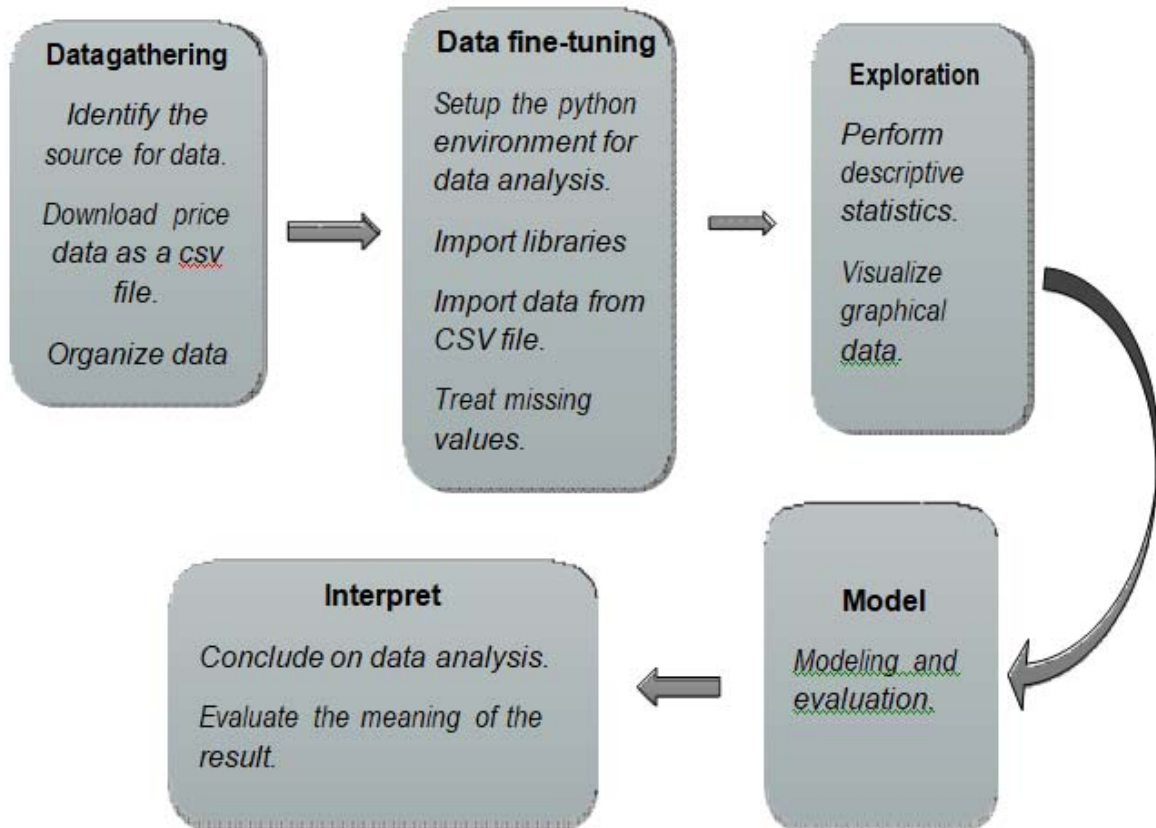 Datagathering
Identify the
source for data.
Download price
data as a csv
file.
Organize data
Data fine-tuning
Setup the python
environment for
data analysis.
Import libraries
Import data from
CSV file.
Treat missing
values.
Exploration
Perform
descriptive
statistics.
Visualize
graphical
data.
Model
Modeling and
evaluation.
Interpret
Conclude on data analysis.
Evaluate the meaning of the
result.